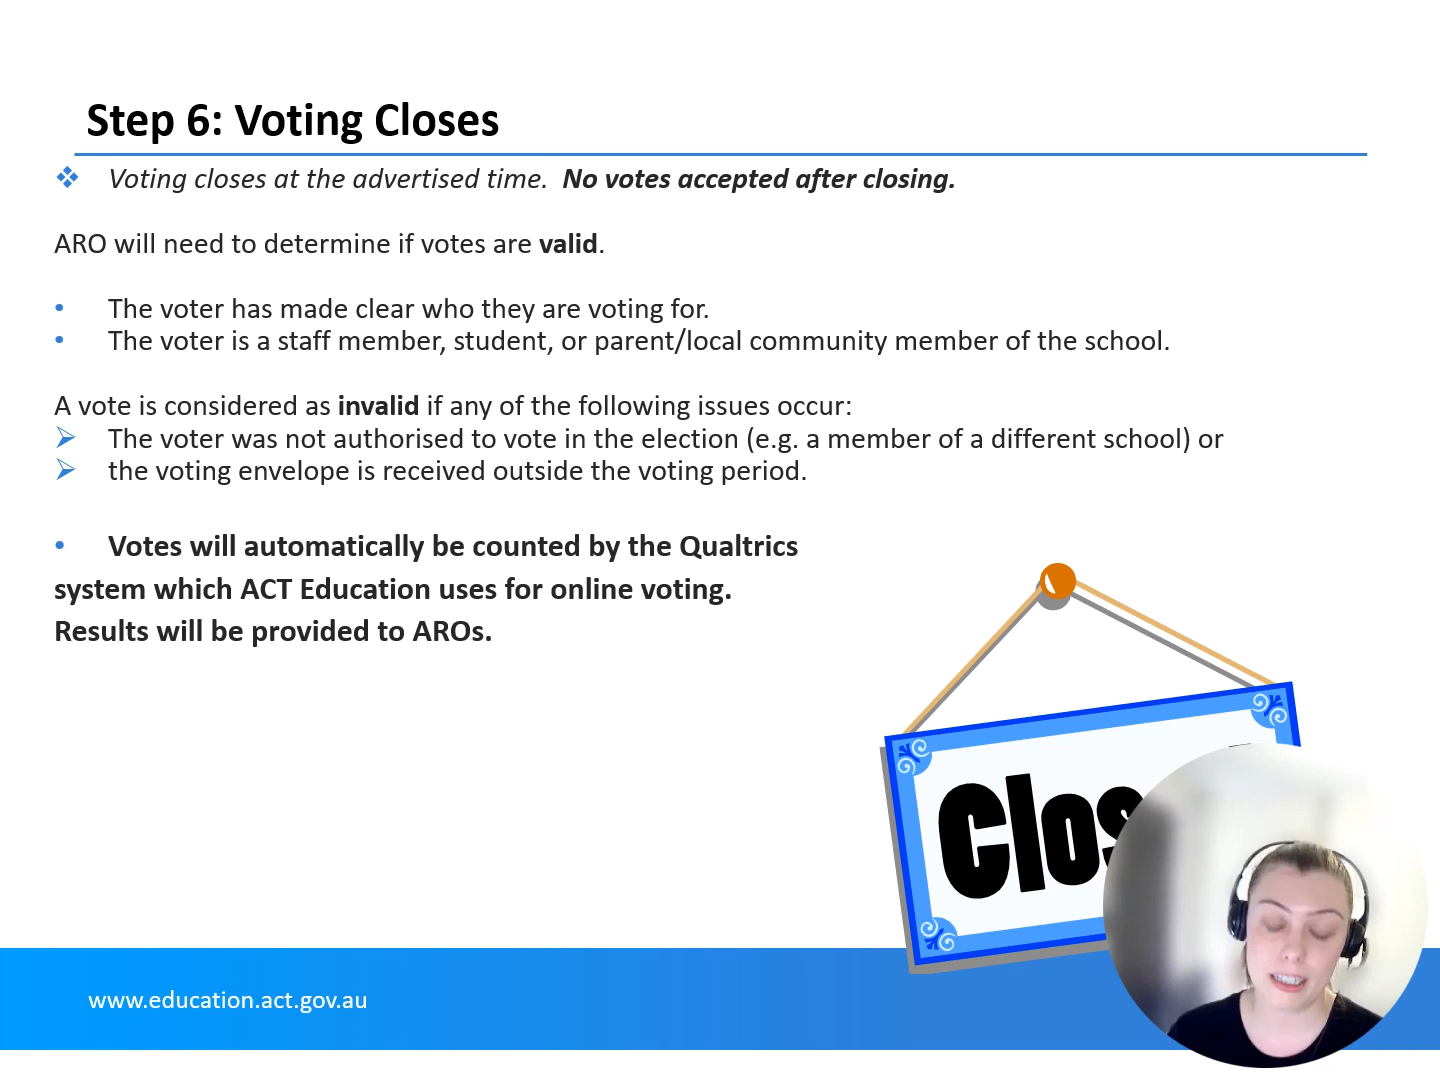 Step 6: Voting Closes
Voting closes at the advertised time. No votes accepted after closing.
ARO will need to determine if votes are valid.
• The voter has made clear who they are voting for.
• The voter is a staff member, student, or parent/local community member of the school.
A vote is considered as invalid if any of the following issues occur:
The voter was not authorised to vote in the election (e.g. a member of a different school) or
the voting envelope is received outside the voting period.
• Votes will automatically be counted by the Qualtrics
system which ACT Education uses for online voting.
Results will be provided to AROs.
www.education.act.gov.au